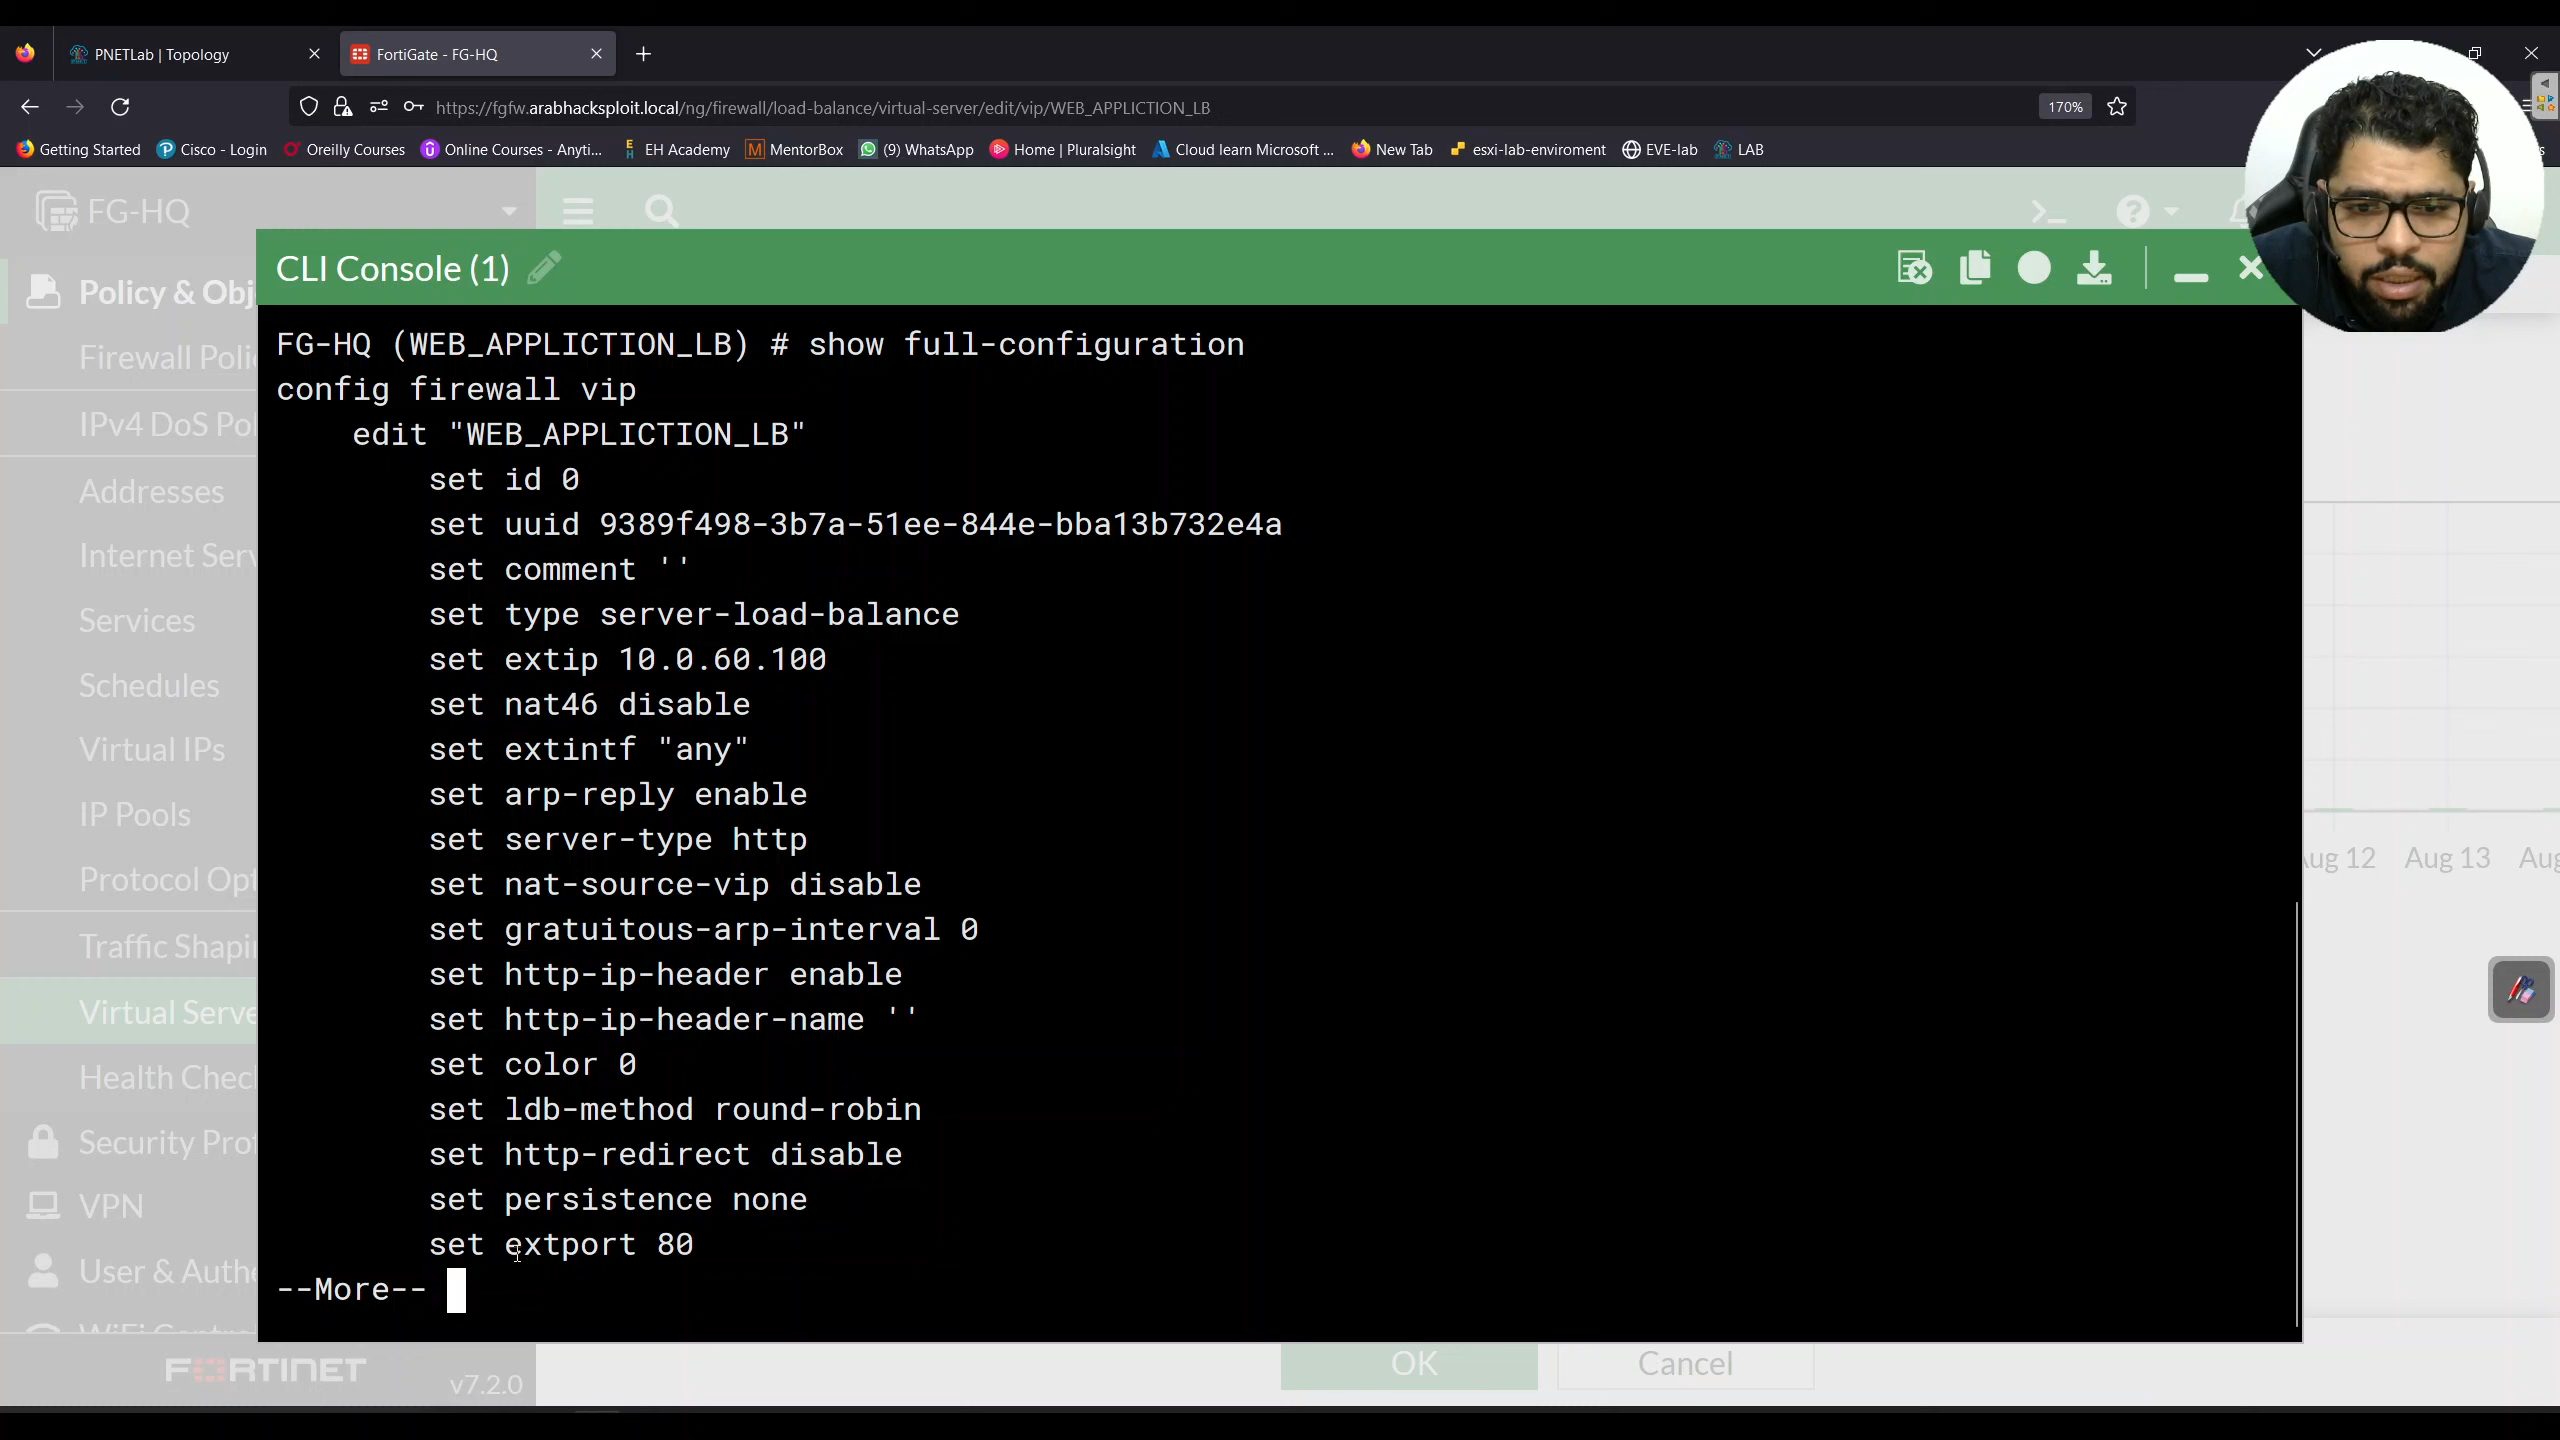 PNETLab | Topology
FortiGate - FG-HQ
https://fgfw.arabhacksploit.local/ng/firewall/load-balance/virtual-server/edit/vip/WEB_APPLICTION_LB
170%
Getting Started
Cisco - Login
Oreilly Courses
Online Courses - Anyti...
EH Academy
MentorBox
(9) WhatsApp
Home | Pluralsight
Cloud learn Microsoft ...
New Tab
esxi-lab-enviroment
EVE-lab
LAB
FG-HQ
Policy & Obj
Firewall Poli
IPv4 DoS Pol
Addresses
Internet Serv
Services
Schedules
Virtual IPs
IP Pools
Protocol Opt
Traffic Shapi
Virtual Serve
Health Chec
Security Prof
VPN
User & Authe
WiFi Contr
FORTINET
v7.2.0
CLI Console (1)
FG-HQ (WEB_APPLICTION_LB) # show full-configuration
config firewall vip
edit "WEB_APPLICTION_LB"
set id 0
set uuid 9389f498-3b7a-51ee-844e-bba13b732e4a
set comment ''
set type server-load-balance
set extip 10.0.60.100
set nat46 disable
set extintf "any"
set arp-reply enable
set server-type http
set nat-source-vip disable
set gratuitous-arp-interval 0
set http-ip-header enable
set http-ip-header-name ''
set color 0
set ldb-method round-robin
set http-redirect disable
set persistence none
set extport 80
--More--
Aug 12
Aug 13
Aug
OK
Cancel